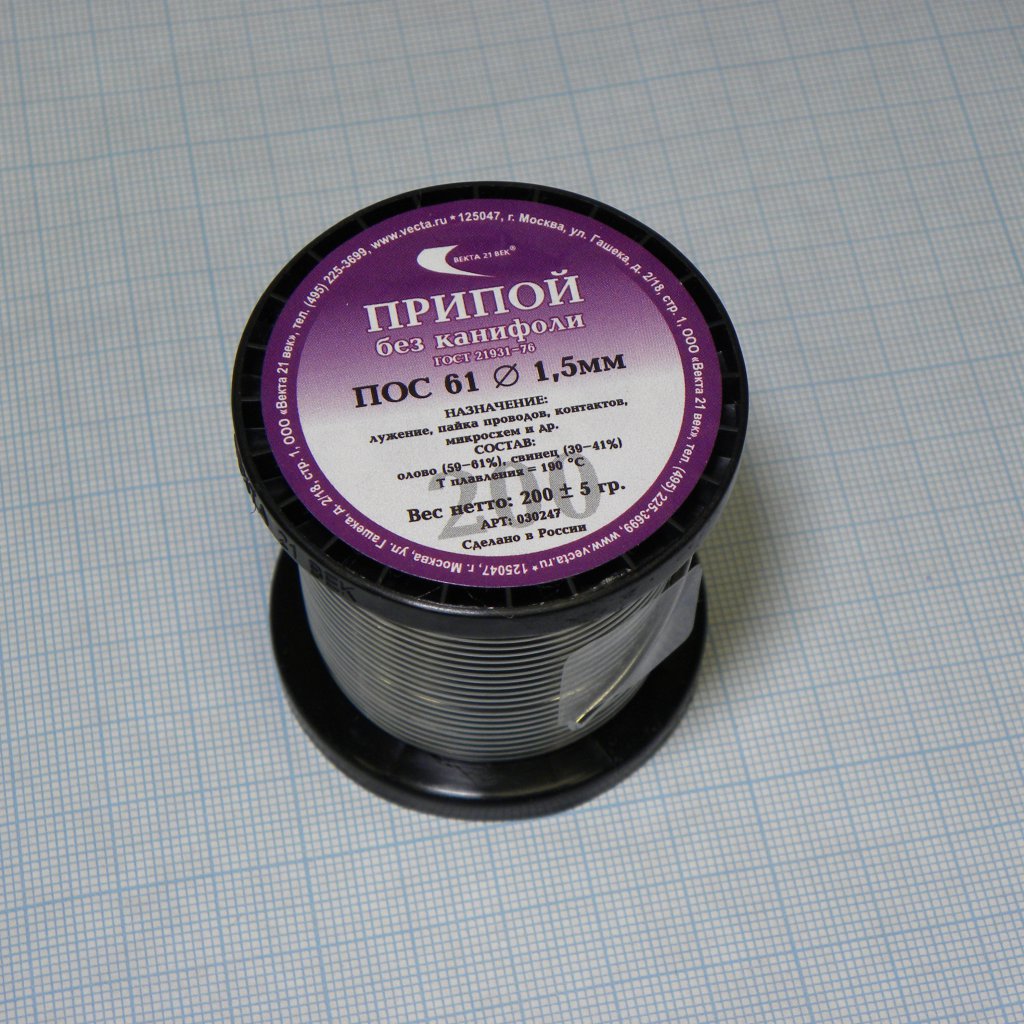 ООО «Векта 21 век», тел. (495) 225-3699, www.vecta.ru * 125047, г. Москва, ул. Гашека, д. 2/18, стр. 1, ООО «Векта 21 век», тел. (495) 225-3699, www.vecta.ru * 125047, г. Москва, ул. Гашека, д. 2/18, стр. 1,
ВЕКТА 21 ВЕК®
ПРИПОЙ
без канифоли
ГОСТ 21931-76
ПОС 61 ∅ 1,5мм
НАЗНАЧЕНИЕ:
лужение, пайка проводов, контактов,
микросхем и др.
СОСТАВ:
олово (59-61%), свинец (39-41%)
Т плавления = 190 °С
200
Вес нетто: 200 ± 5 гр.
АРТ: 030247
Сделано в России
21 ВЕК